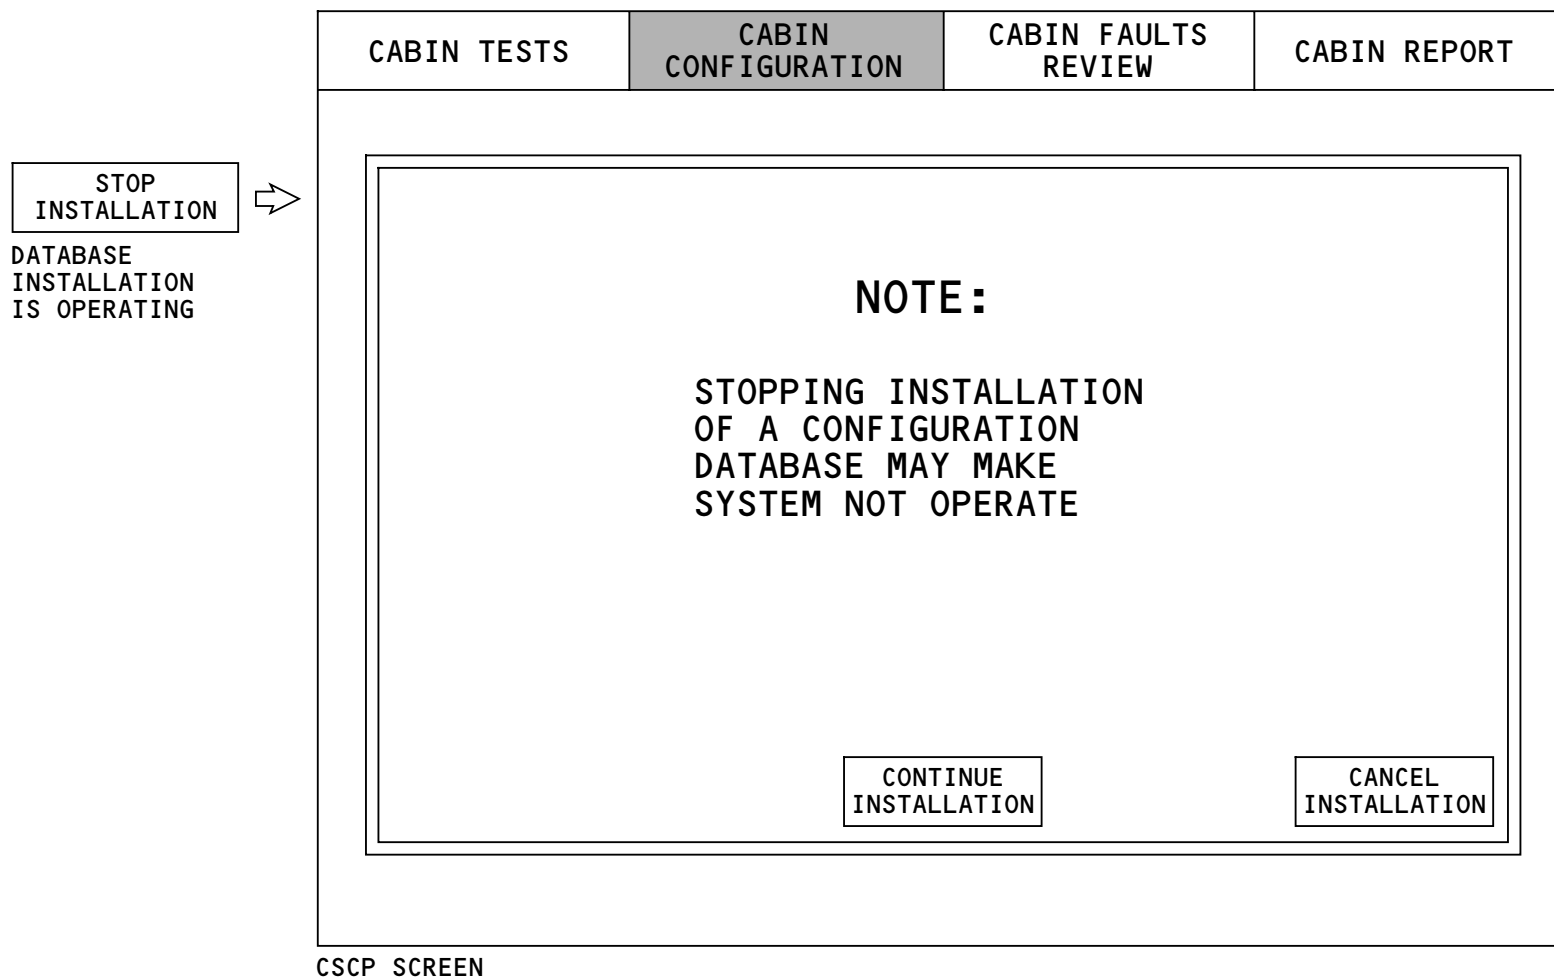 CABIN TESTS
CABIN
CONFIGURATION
CABIN FAULTS
REVIEW
CABIN REPORT
STOP
INSTALLATION
DATABASE
INSTALLATION
IS OPERATING
NOTE:
STOPPING INSTALLATION
OF A CONFIGURATION
DATABASE MAY MAKE
SYSTEM NOT OPERATE
CONTINUE
INSTALLATION
CANCEL
INSTALLATION
CSCP SCREEN